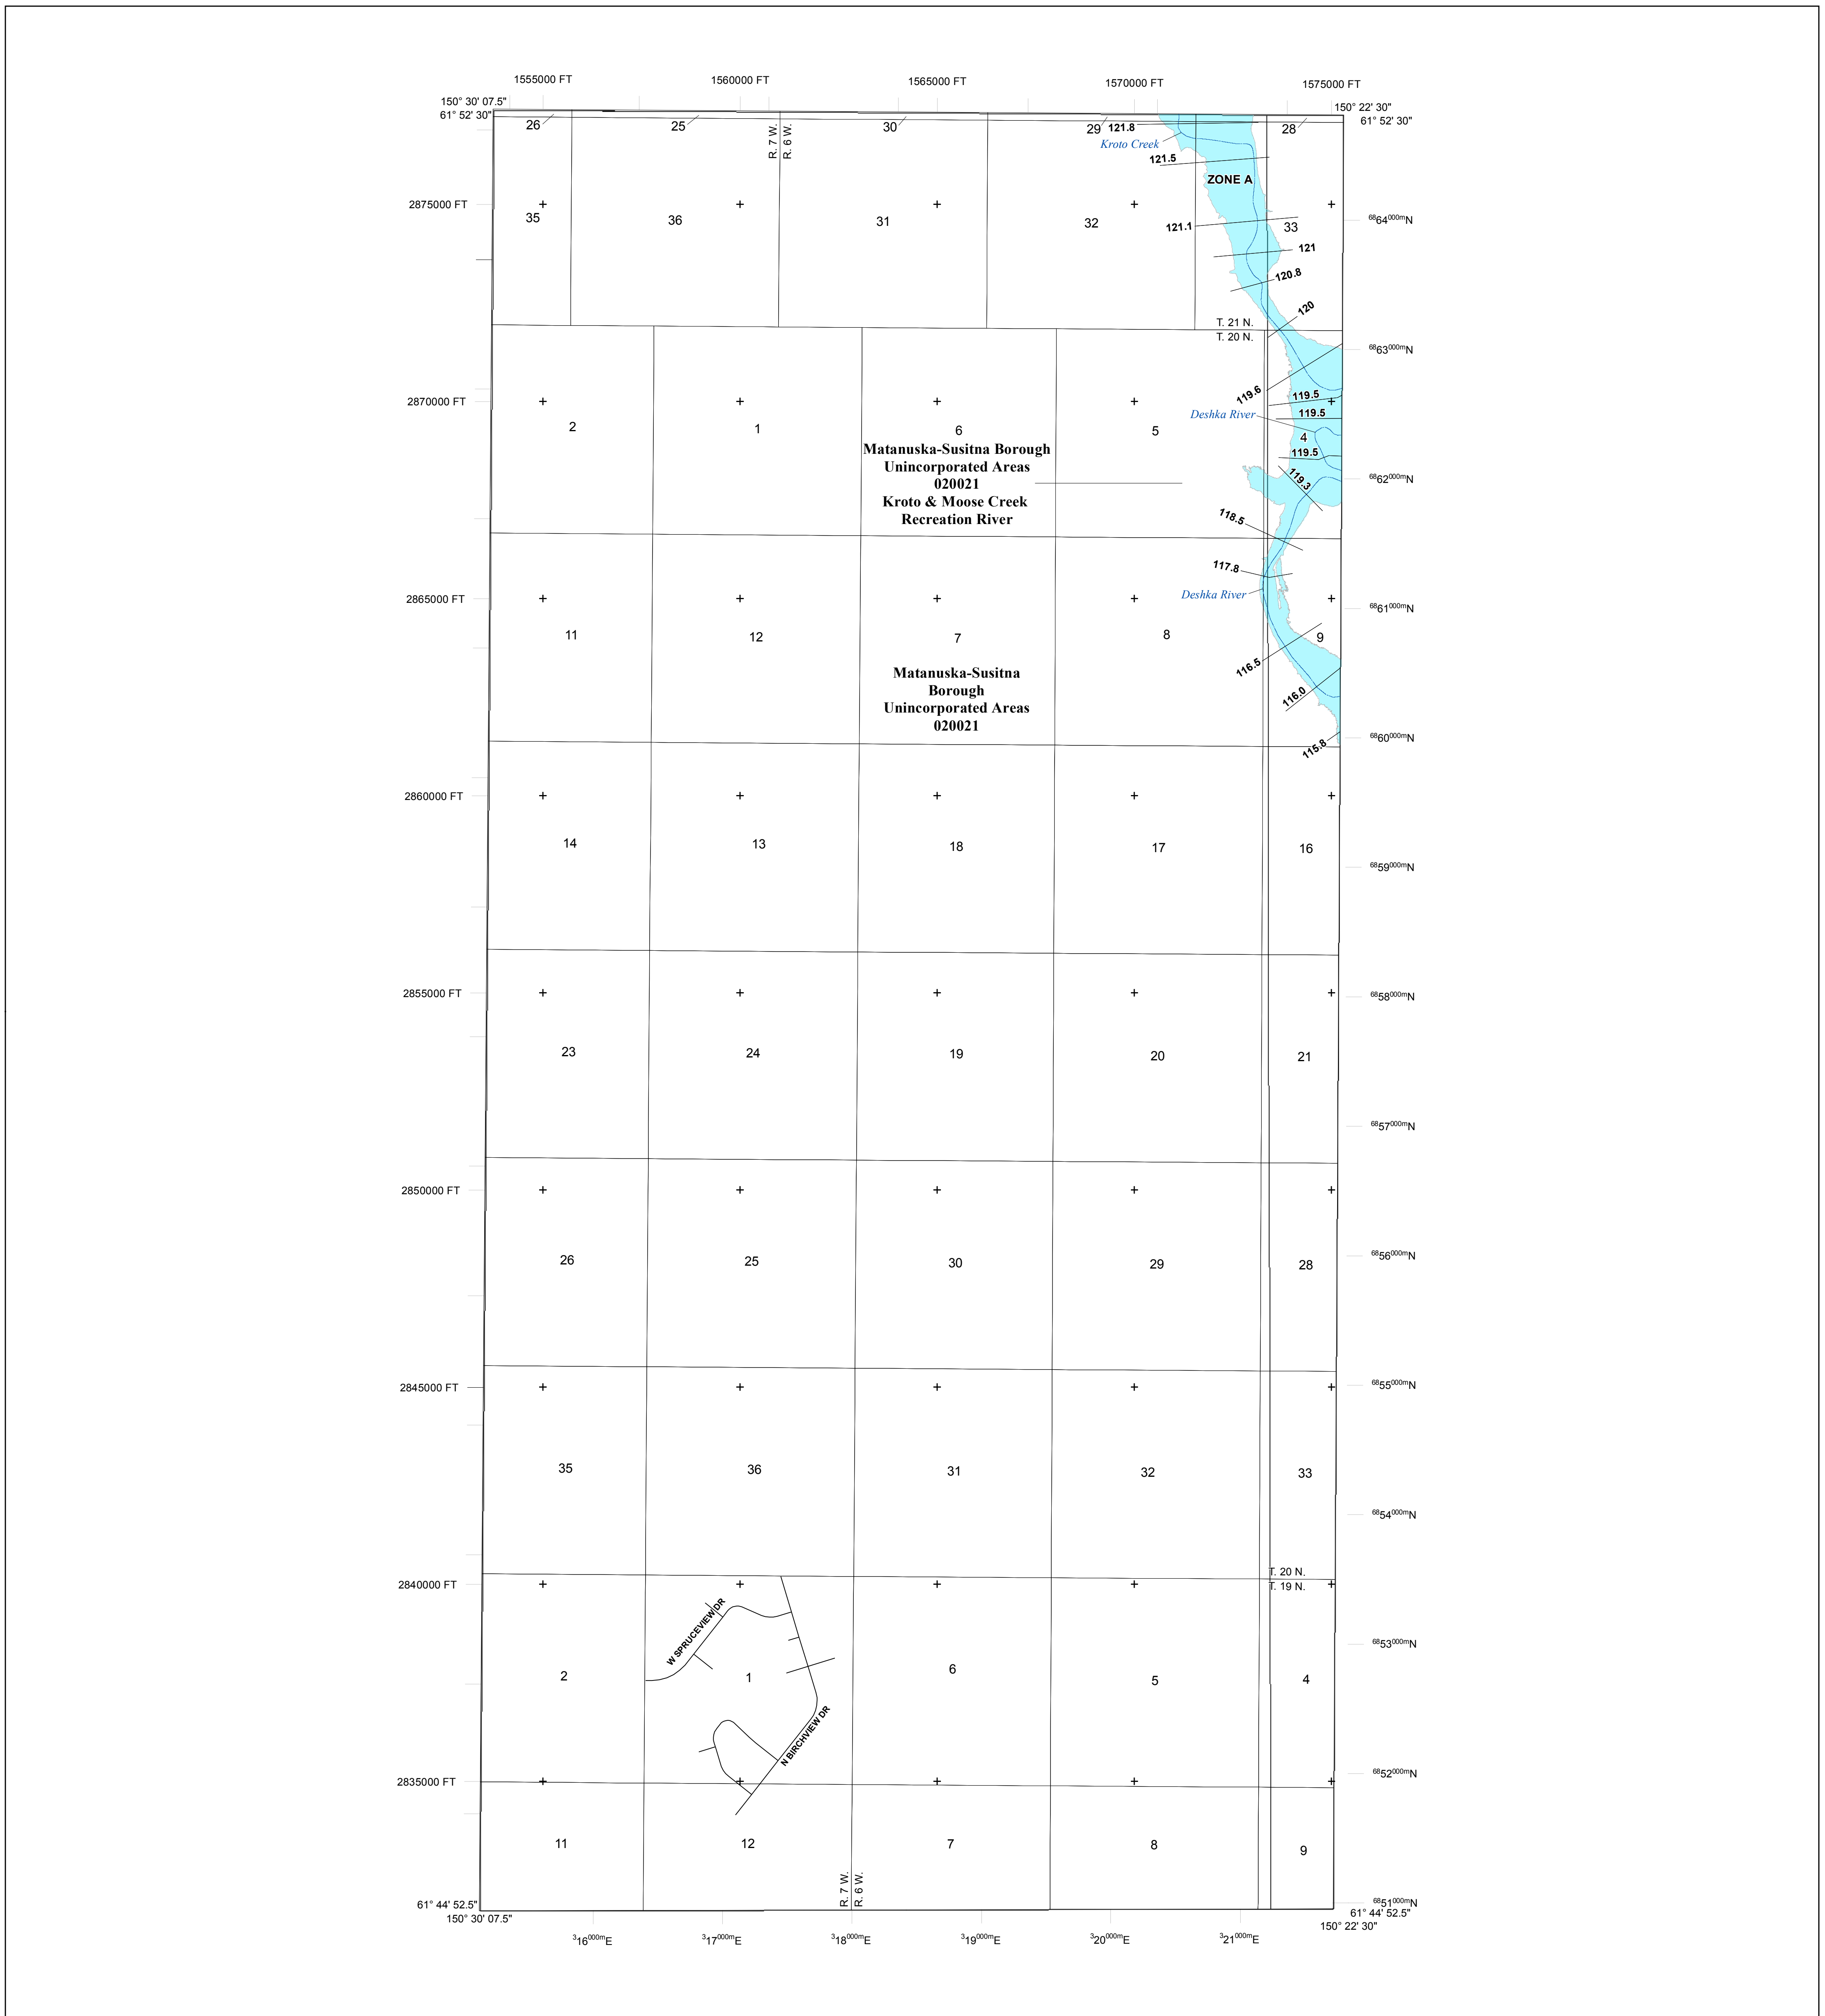 1555000 FT
1560000 FT
1565000 FT
1570000 FT
1575000 FT
150° 30' 07.5"
150° 22' 30"
61° 52' 30"
61° 52' 30"
26
25
R. 7 W.
R. 6 W.
30
29
121.8
28
Kroto Creek
121.5
ZONE A
2875000 FT
35
36
31
32
121.1
33
6864000mN
121
120.8
120
T. 21 N.
T. 20 N.
6863000mN
119.6
119.5
2870000 FT
Deshka River
119.5
2
1
6
5
4
Matanuska-Susitna Borough
Unincorporated Areas
020021
Kroto & Moose Creek
Recreation River
119.5
119.3
6862000mN
118.5
117.8
Deshka River
2865000 FT
6861000mN
11
12
7
8
9
116.5
Matanuska-Susitna
Borough
Unincorporated Areas
020021
116.0
115.8
6860000mN
2860000 FT
14
13
18
17
16
6859000mN
2855000 FT
6858000mN
23
24
19
20
21
6857000mN
2850000 FT
26
25
30
29
28
6856000mN
2845000 FT
6855000mN
35
36
31
32
33
6854000mN
T. 20 N.
2840000 FT
T. 19 N.
W SPRUCEVIEW DR
6853000mN
2
1
6
5
4
N BIRCHVIEW DR
2835000 FT
6852000mN
11
12
7
8
9
R. 7 W.
R. 6 W.
61° 44' 52.5"
6851000mN
61° 44' 52.5"
150° 30' 07.5"
150° 22' 30"
316000mE
317000mE
318000mE
319000mE
320000mE
321000mE